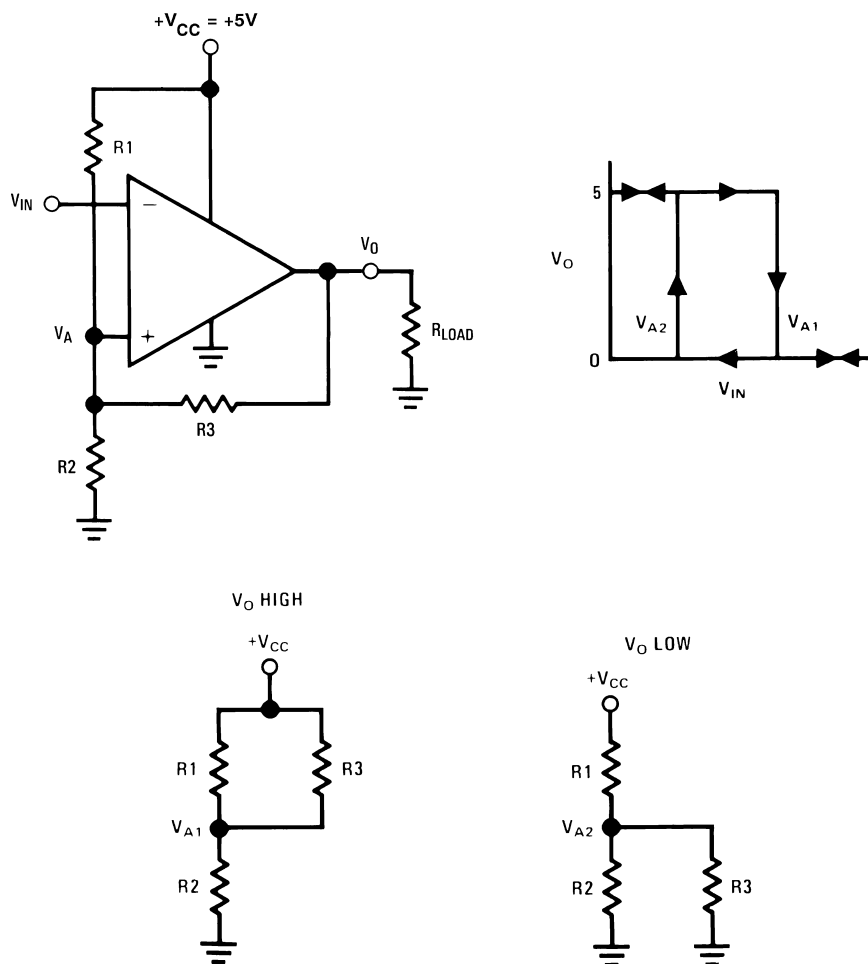 +VCC = +5V
R1
VIN
−
VO
VA
+
RLOAD
R3
R2
5
VO
VA2
VA1
0
VIN
VO HIGH
+VCC
R1
R3
VA1
R2
VO LOW
+VCC
R1
VA2
R2
R3